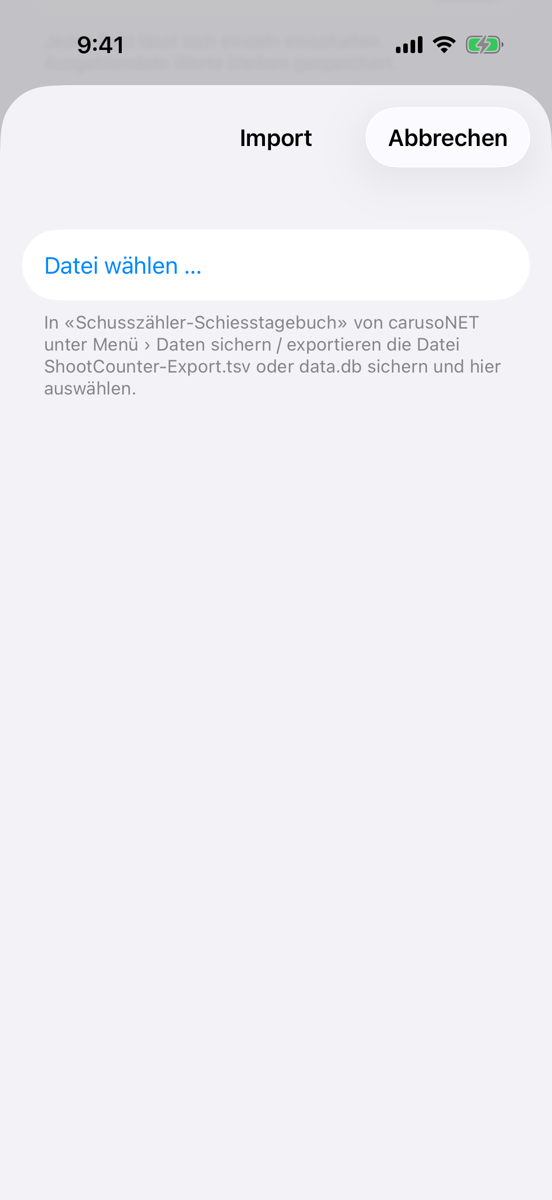 9:41
Import
Abbrechen
Datei wählen ...
In «Schusszähler-Schiesstagebuch» von carusoNET
unter Menü › Daten sichern / exportieren die Datei
ShootCounter-Export.tsv oder data.db sichern und hier
auswählen.